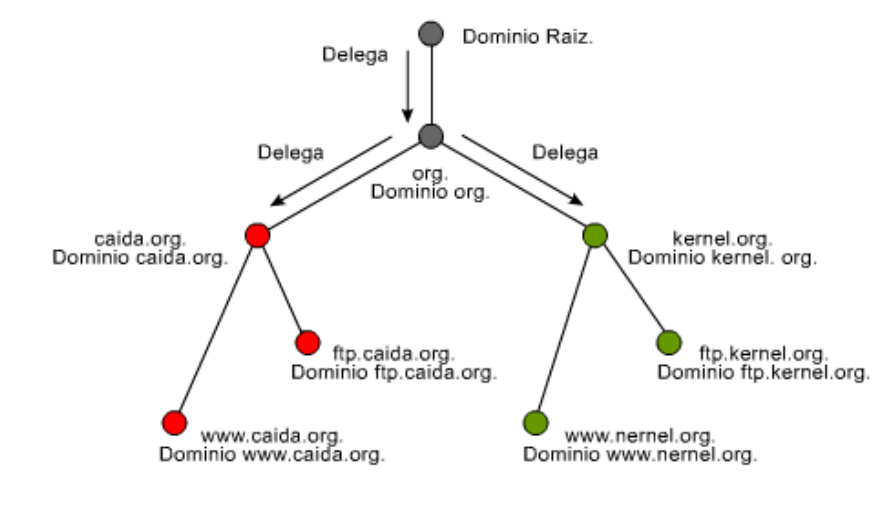 Dominio Raiz.
Delega
Delega
Delega
org.
Dominio org.
caida.org.
Dominio caida.org.
kernel.org.
Dominio kernel. org.
ftp.caida.org.
Dominio ftp.caida.org.
ftp.kernel.org.
Dominio ftp.kernel.org.
www.caida.org.
Dominio www.caida.org.
www.nernel.org.
Dominio www.nernel.org.